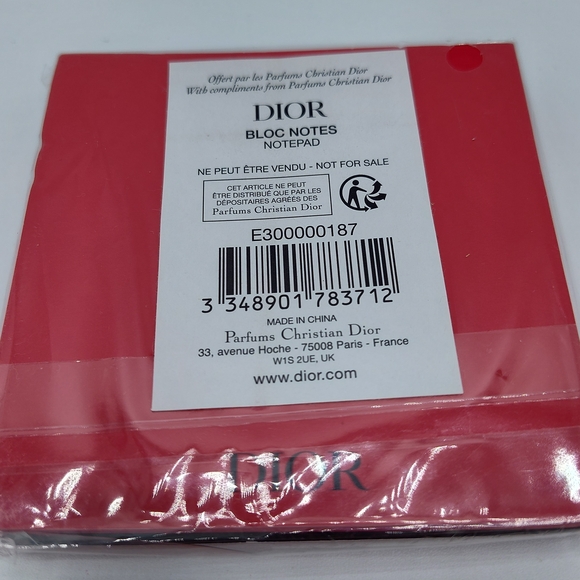 Offert par les Parfums Christian Dior
With compliments from Parfums Christian Dior
DIOR
BLOC NOTES
NOTEPAD
NE PEUT ÊTRE VENDU - NOT FOR SALE
CET ARTICLE NE PEUT
ÊTRE DISTRIBUÉ QUE PAR LES
DÉPOSITAIRES AGRÉÉS DES
Parfums Christian Dior
E300000187
3 348901 783712
MADE IN CHINA
Parfums Christian Dior
33, avenue Hoche - 75008 Paris - France
W1S 2UE, UK
www.dior.com
DIOR